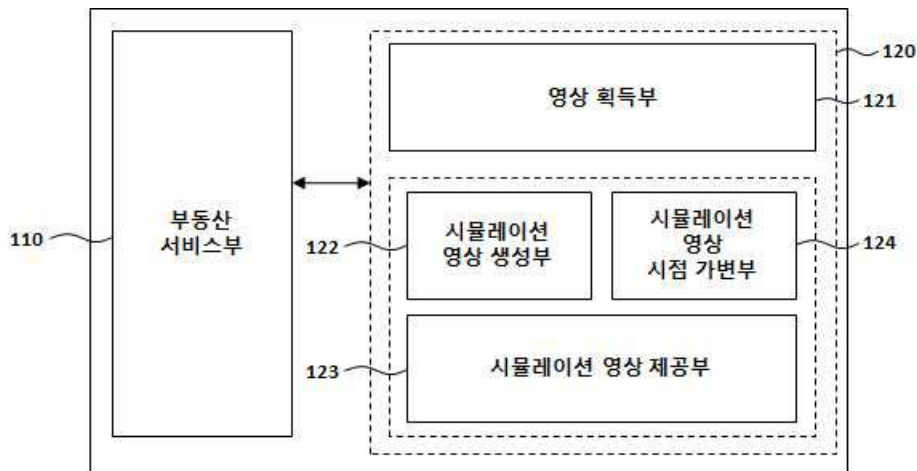 120
영상 획득부
121
부동산
서비스부
110
시뮬레이션
영상 생성부
122
시뮬레이션
영상
시점 가변부
124
시뮬레이션 영상 제공부
123